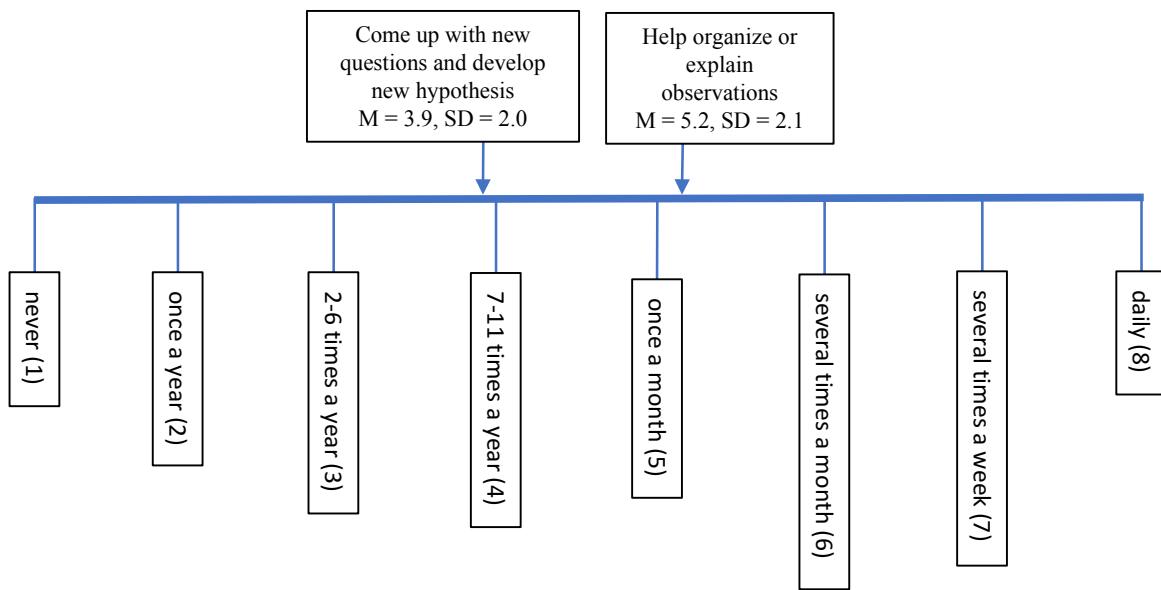 Come up with new
questions and develop
new hypothesis
M = 3.9, SD = 2.0
Help organize or
explain
observations
M = 5.2, SD = 2.1
never (1)
once a year (2)
2-6 times a year (3)
7-11 times a year (4)
once a month (5)
several times a month (6)
several times a week (7)
daily (8)